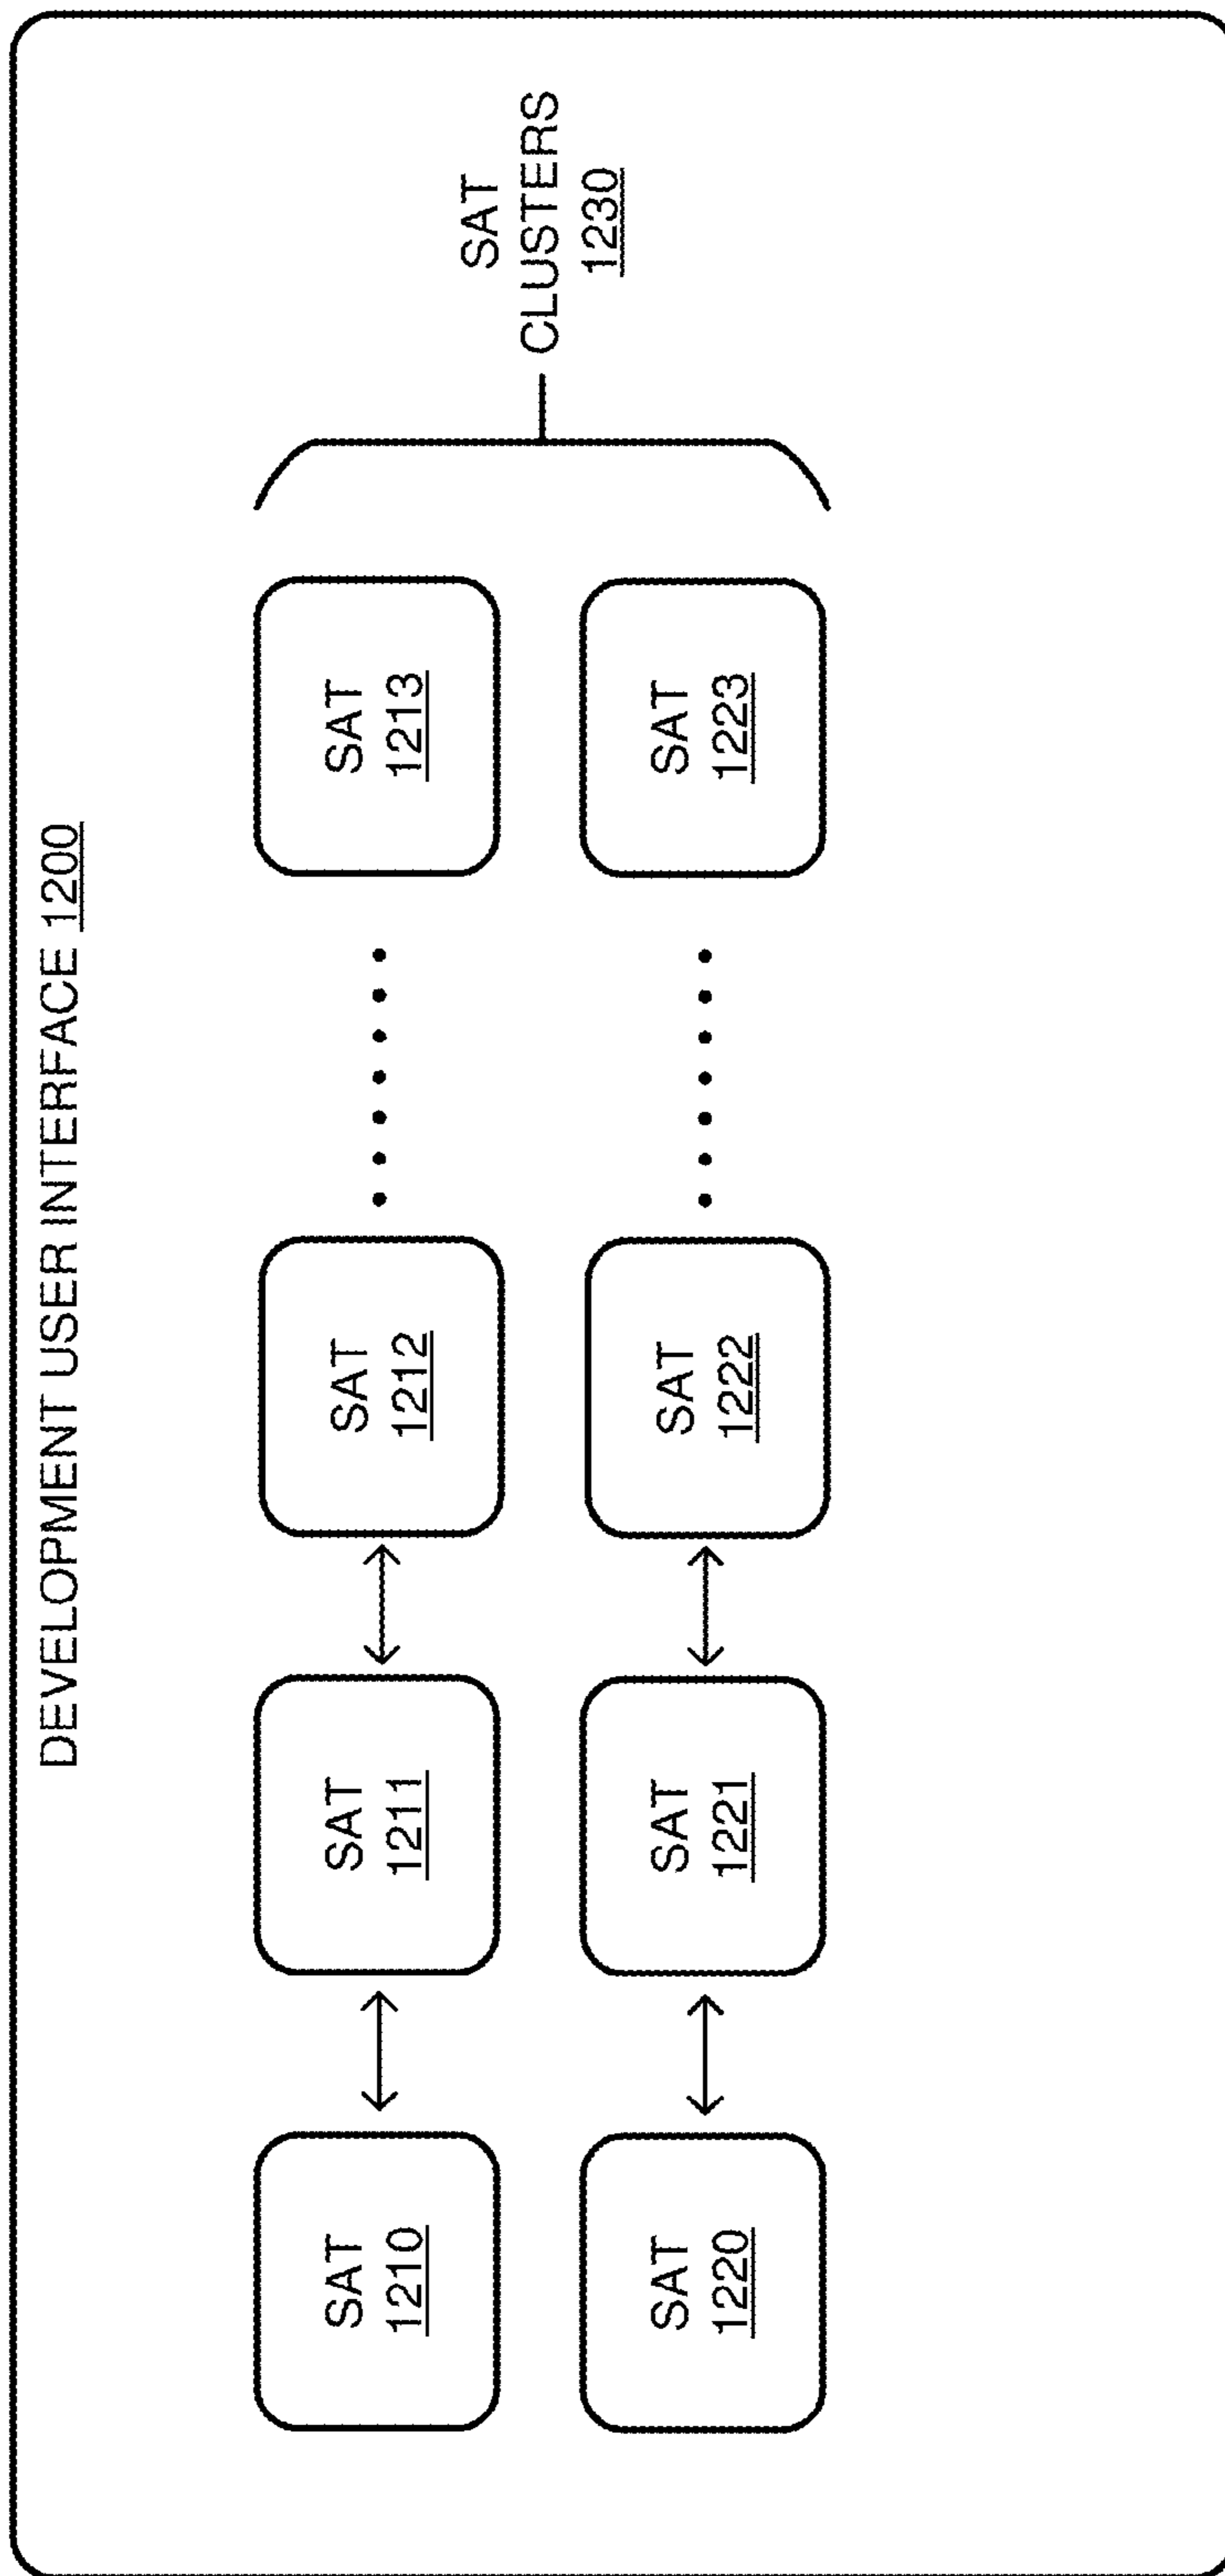 DEVELOPMENT USER INTERFACE 1200
SAT
1210
SAT
1211
SAT
1212
SAT
1213
SAT
1220
SAT
1221
SAT
1222
SAT
1223
SAT
CLUSTERS
1230